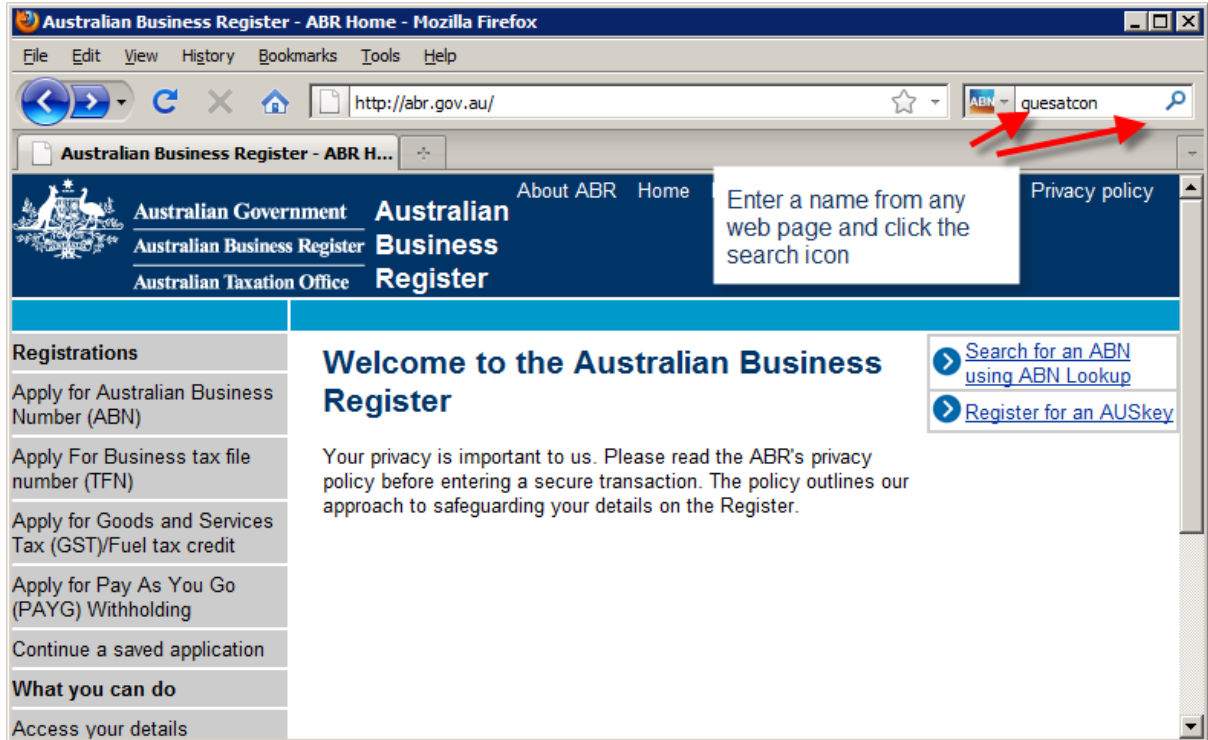 Australian Business Register - ABR Home - Mozilla Firefox
File Edit View History Bookmarks Tools Help
http://abr.gov.au/
ABN
quesatcon
Australian Business Register - ABR H...
About ABR Home Privacy policy
Australian Government
Australian Business Register
Australian Taxation Office
Australian
Business
Register
Enter a name from any
web page and click the
search icon
Registrations
Apply for Australian Business
Number (ABN)
Apply For Business tax file
number (TFN)
Apply for Goods and Services
Tax (GST)/Fuel tax credit
Apply for Pay As You Go
(PAYG) Withholding
Continue a saved application
What you can do
Access your details
Welcome to the Australian Business
Register
Your privacy is important to us. Please read the ABR's privacy
policy before entering a secure transaction. The policy outlines our
approach to safeguarding your details on the Register.
Search for an ABN
using ABN Lookup
Register for an AUSkey